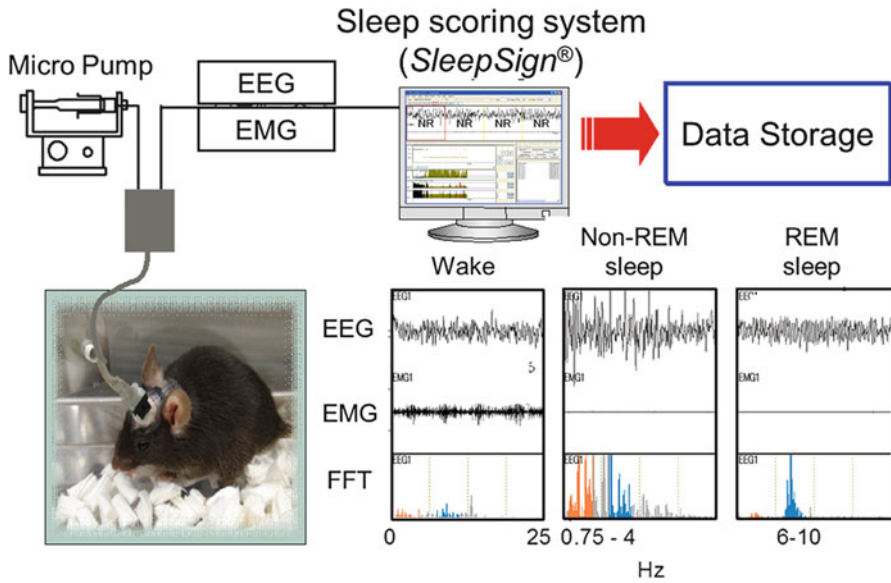 Sleep scoring system
(SleepSign®)
Micro Pump
EEG
EMG
NR NR NR NR
Data Storage
Wake
Non-REM
sleep
REM
sleep
EEG
EMG
FFT
EEG1
EMG1
EEG1
EEG1
EMG1
EEG1
EMG1
EEG1
0
25
0.75 - 4
6-10
Hz